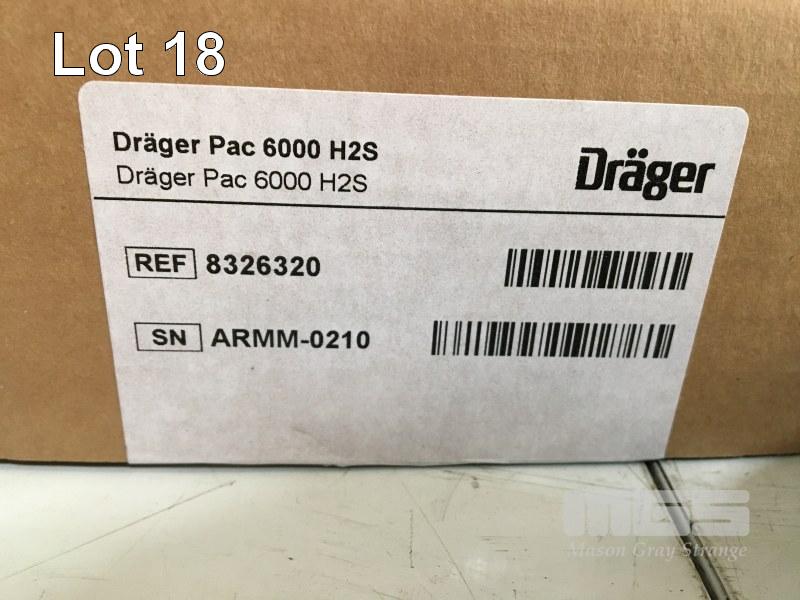 Lot 18
Dräger Pac 6000 H2S
Dräger Pac 6000 H2S
Dräger
REF 8326320
SN ARMM-0210
MGS
Mason Gray Strange